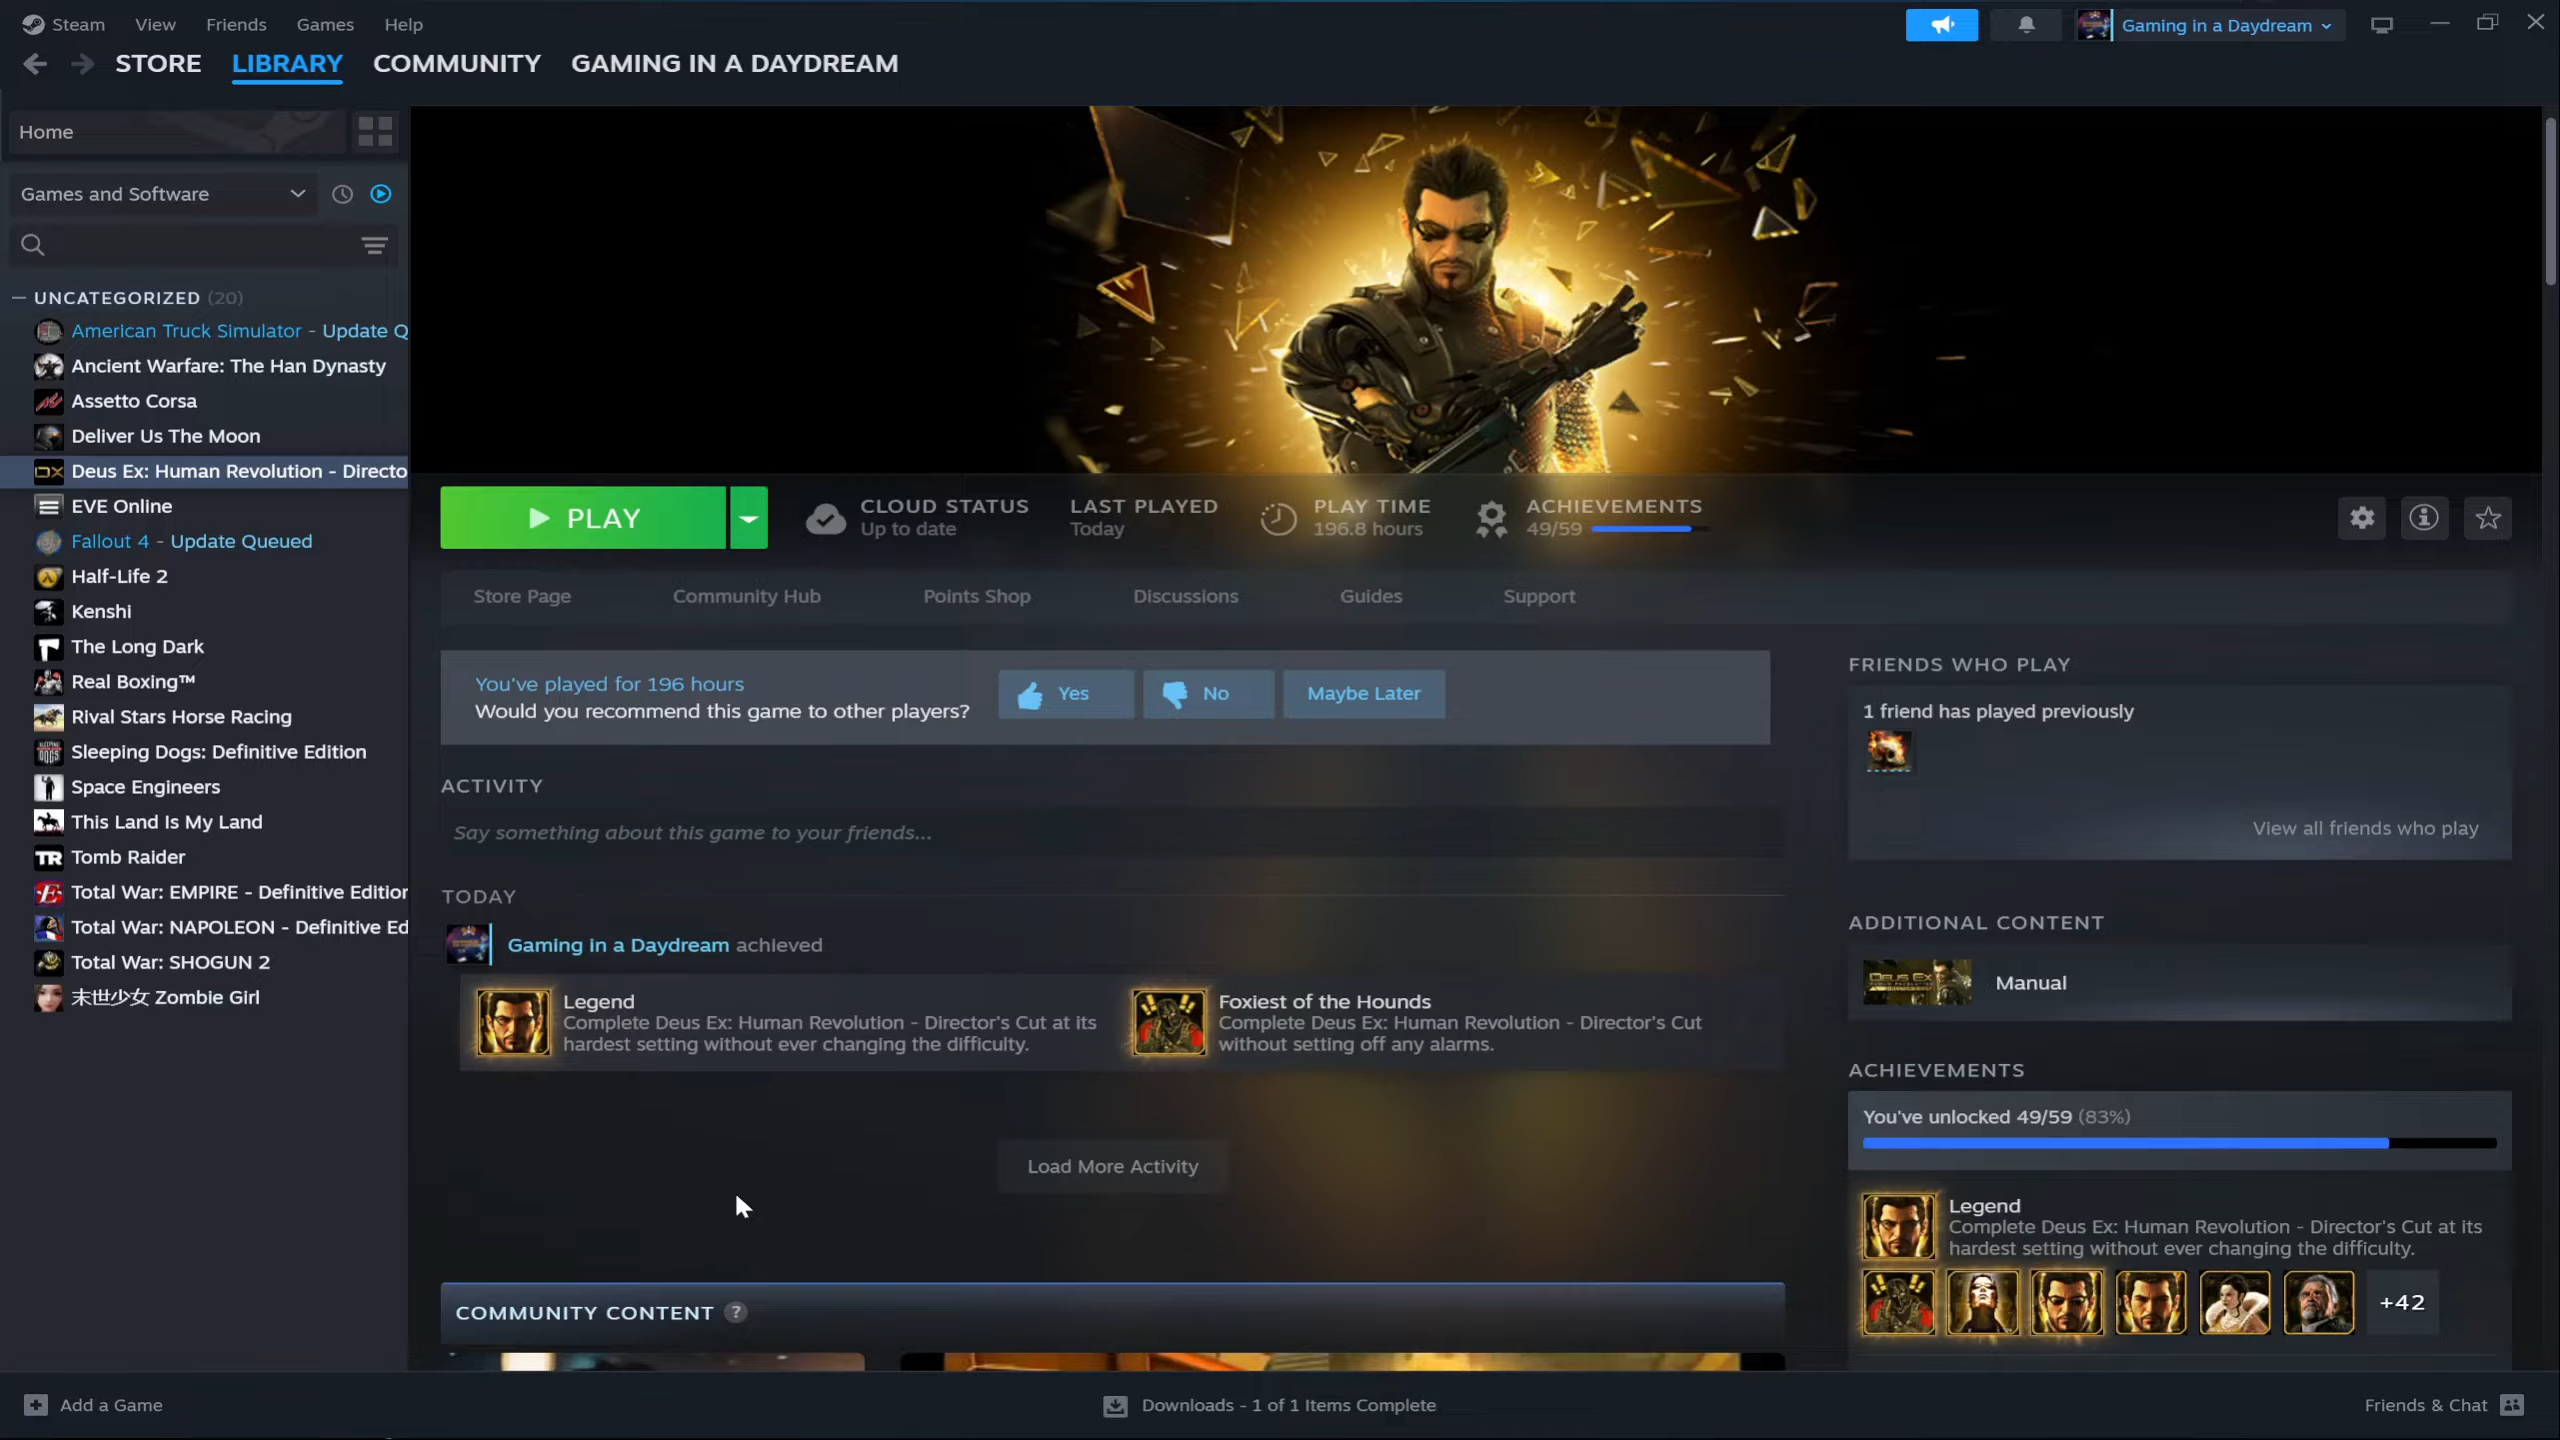 Steam View Friends Games Help
Gaming in a Daydream
STORE LIBRARY COMMUNITY GAMING IN A DAYDREAM
Home
Games and Software
UNCATEGORIZED (20)
American Truck Simulator - Update Q
Ancient Warfare: The Han Dynasty
Assetto Corsa
Deliver Us The Moon
Deus Ex: Human Revolution - Directo
EVE Online
Fallout 4 - Update Queued
Half-Life 2
Kenshi
The Long Dark
Real Boxing™
Rival Stars Horse Racing
Sleeping Dogs: Definitive Edition
Space Engineers
This Land Is My Land
Tomb Raider
Total War: EMPIRE - Definitive Edition
Total War: NAPOLEON - Definitive Ed
Total War: SHOGUN 2
末世少女 Zombie Girl
PLAY
CLOUD STATUS
Up to date
LAST PLAYED
Today
PLAY TIME
196.8 hours
ACHIEVEMENTS
49/59
Store Page Community Hub Points Shop Discussions Guides Support
You've played for 196 hours
Would you recommend this game to other players?
Yes No Maybe Later
ACTIVITY
Say something about this game to your friends...
TODAY
Gaming in a Daydream achieved
Legend
Complete Deus Ex: Human Revolution - Director's Cut at its
hardest setting without ever changing the difficulty.
Foxiest of the Hounds
Complete Deus Ex: Human Revolution - Director's Cut
without setting off any alarms.
Load More Activity
COMMUNITY CONTENT ?
FRIENDS WHO PLAY
1 friend has played previously
View all friends who play
ADDITIONAL CONTENT
DEUS EX
Manual
ACHIEVEMENTS
You've unlocked 49/59 (83%)
Legend
Complete Deus Ex: Human Revolution - Director's Cut at its
hardest setting without ever changing the difficulty.
+42
Add a Game
Downloads - 1 of 1 Items Complete
Friends & Chat